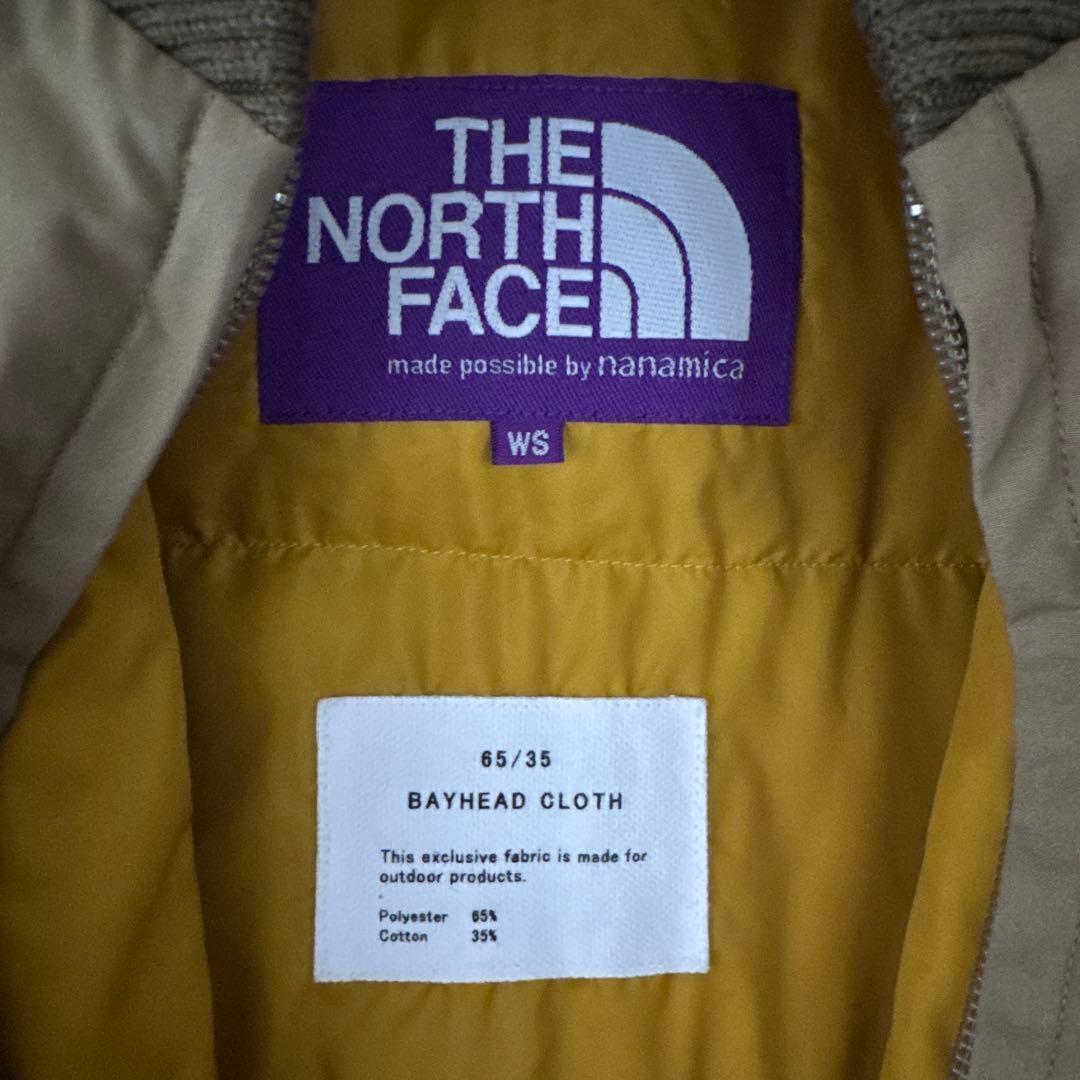 THE
NORTH
FACE
made possible by nanamica
WS
65/35
BAYHEAD CLOTH
This exclusive fabric is made for
outdoor products.
Polyester 65%
Cotton 35%